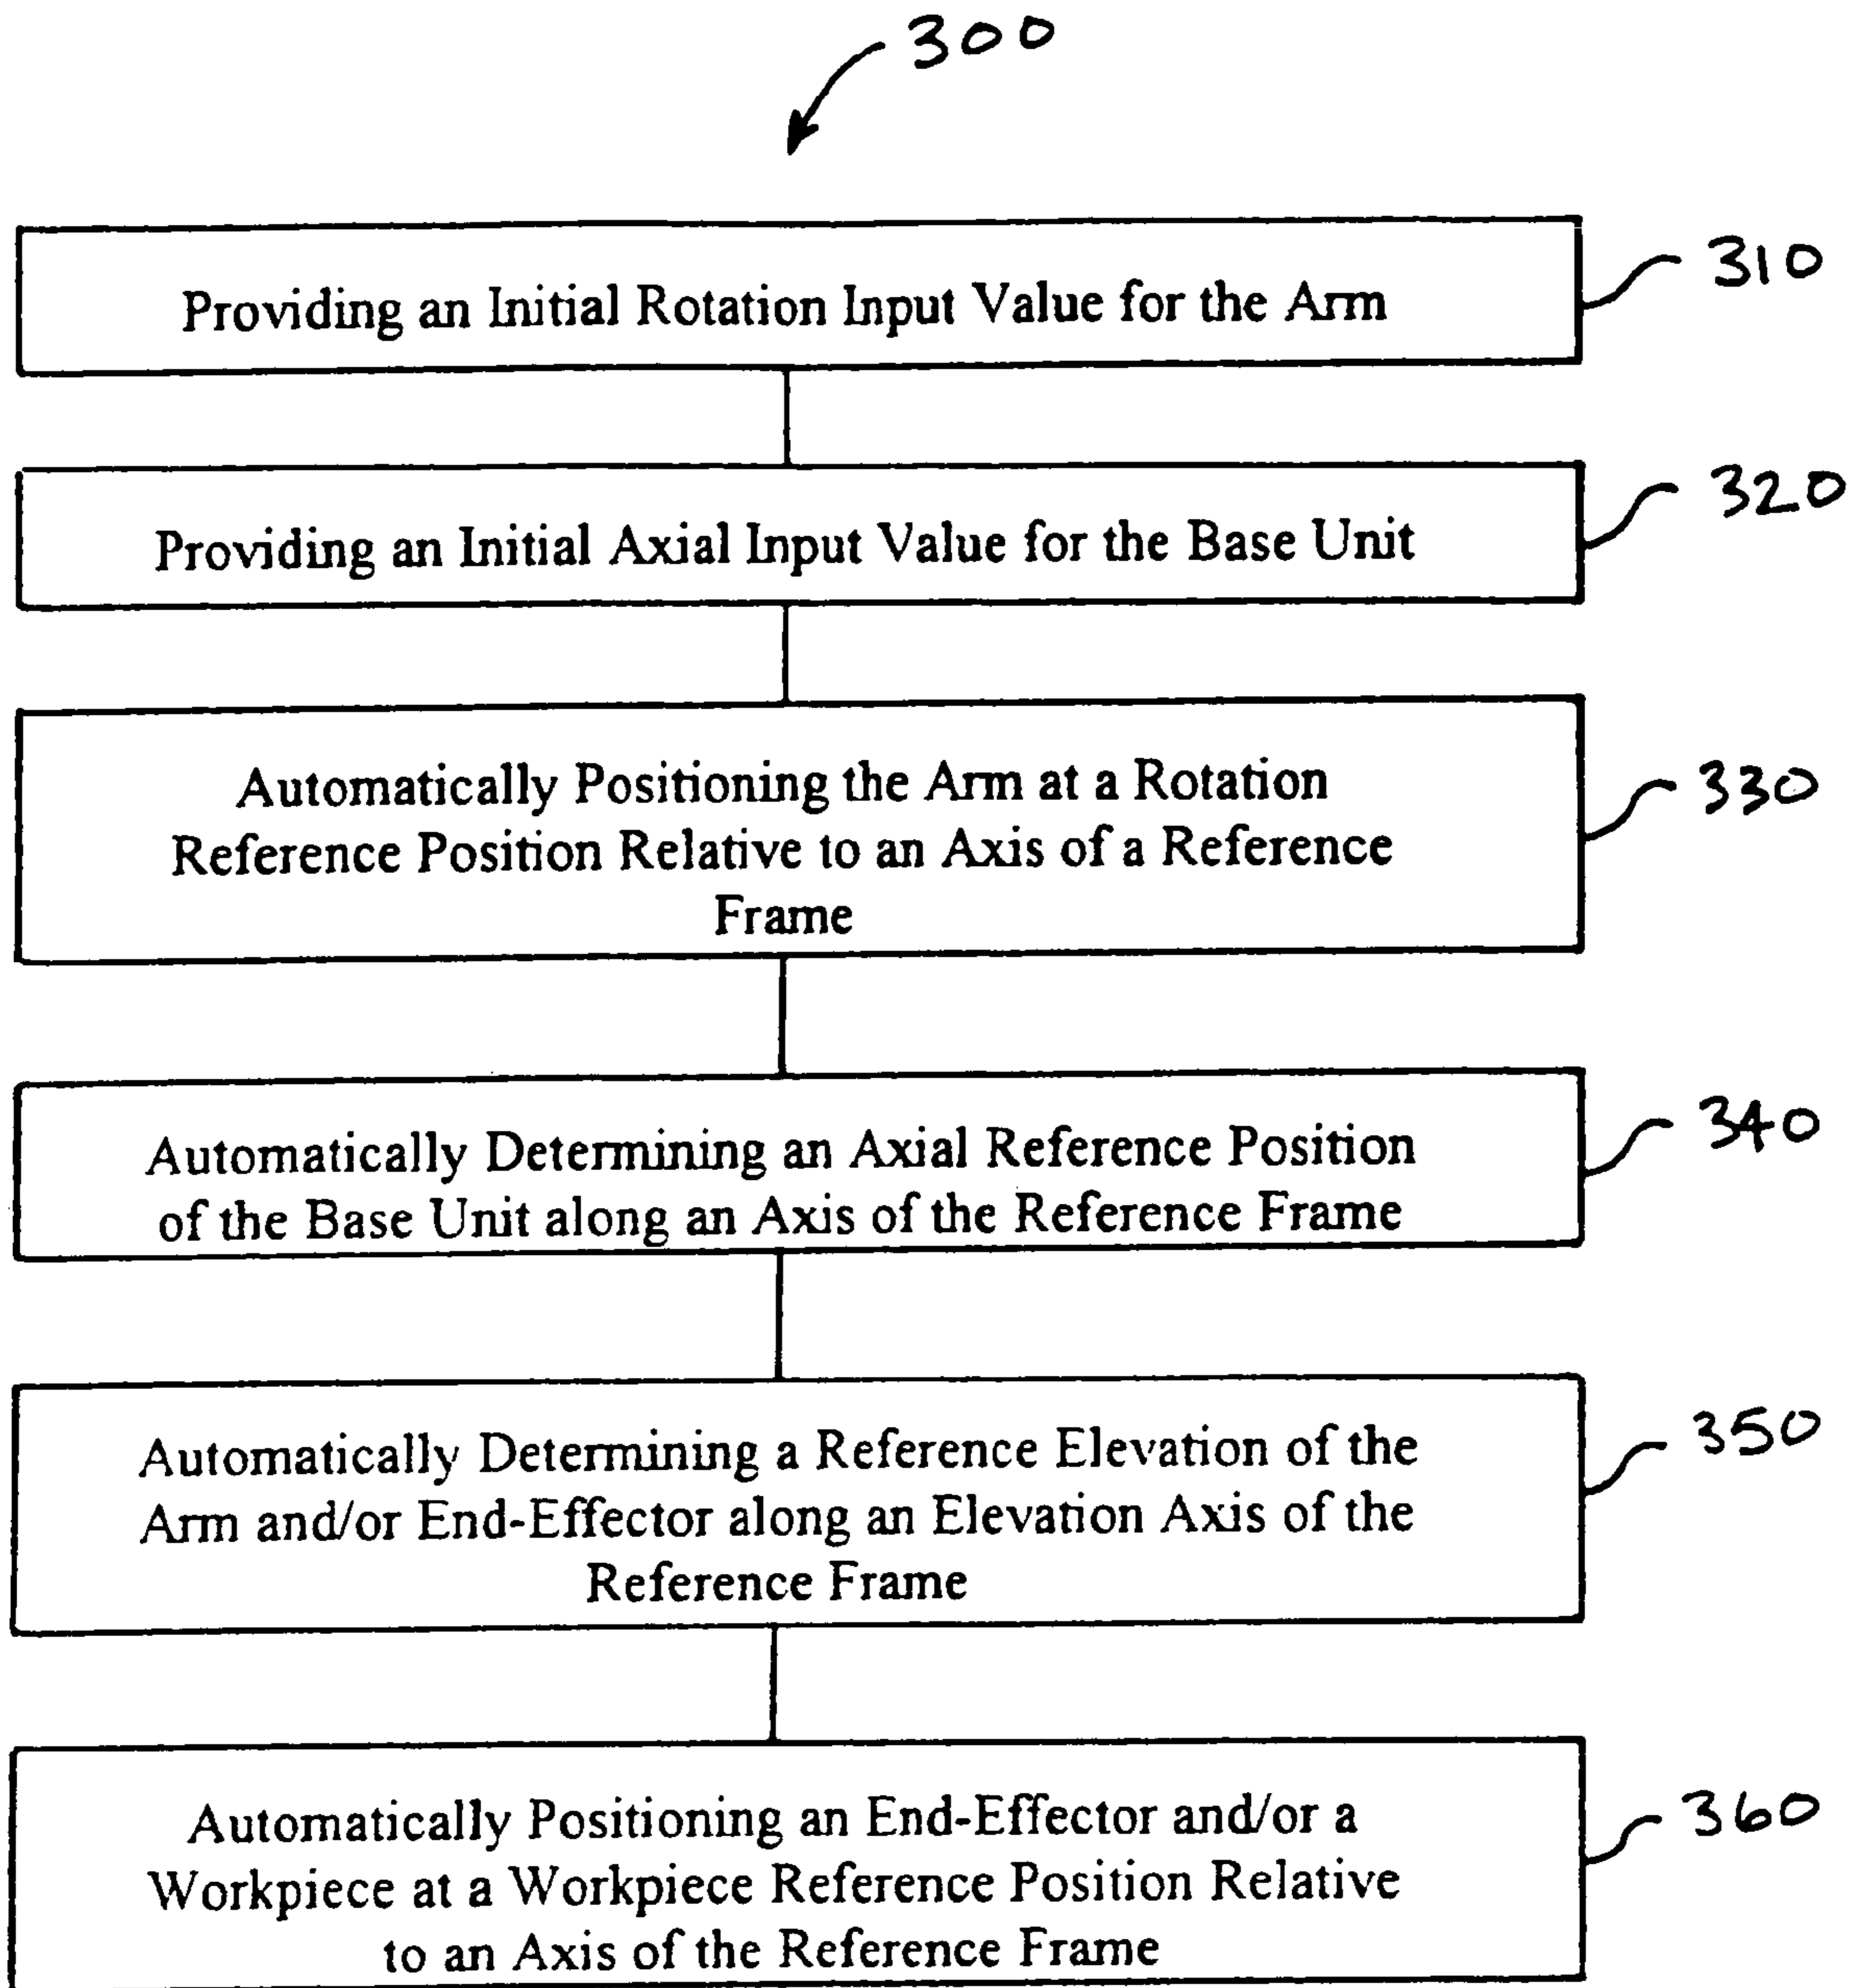 300
Providing an Initial Rotation Input Value for the Arm
310
Providing an Initial Axial Input Value for the Base Unit
320
Automatically Positioning the Arm at a Rotation
Reference Position Relative to an Axis of a Reference
Frame
330
Automatically Determining an Axial Reference Position
of the Base Unit along an Axis of the Reference Frame
340
Automatically Determining a Reference Elevation of the
Arm and/or End-Effector along an Elevation Axis of the
Reference Frame
350
Automatically Positioning an End-Effector and/or a
Workpiece at a Workpiece Reference Position Relative
to an Axis of the Reference Frame
360